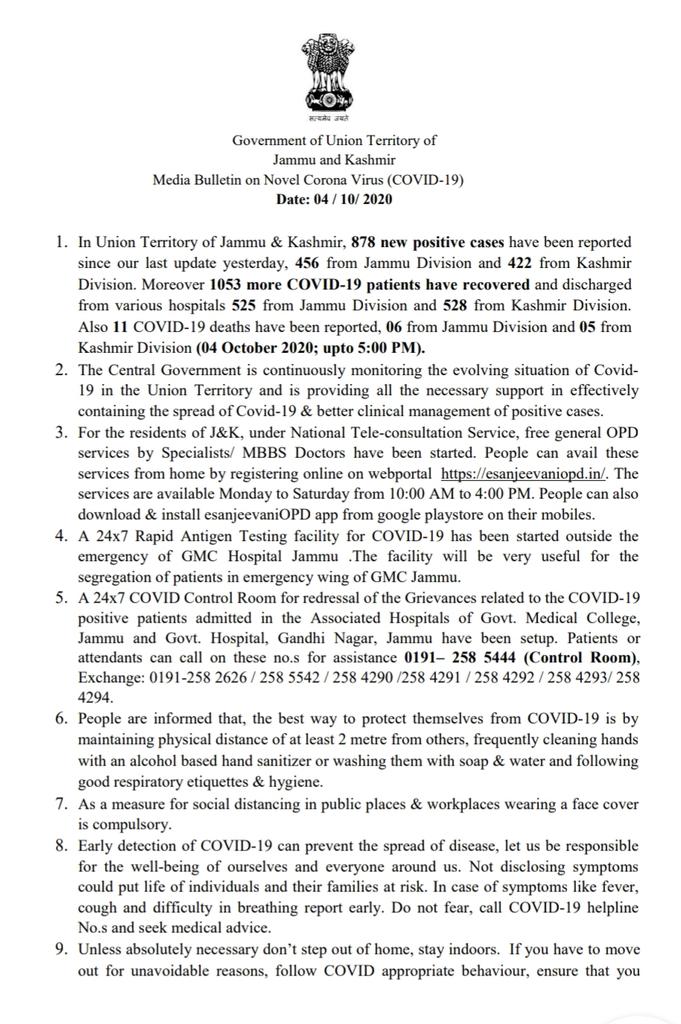 सत्यमेव जयते
Government of Union Territory of
Jammu and Kashmir
Media Bulletin on Novel Corona Virus (COVID-19)
Date: 04 / 10/ 2020
1. In Union Territory of Jammu & Kashmir, 878 new positive cases have been reported
since our last update yesterday, 456 from Jammu Division and 422 from Kashmir
Division. Moreover 1053 more COVID-19 patients have recovered and discharged
from various hospitals 525 from Jammu Division and 528 from Kashmir Division.
Also 11 COVID-19 deaths have been reported, 06 from Jammu Division and 05 from
Kashmir Division (04 October 2020; upto 5:00 PM).
2. The Central Government is continuously monitoring the evolving situation of Covid-
19 in the Union Territory and is providing all the necessary support in effectively
containing the spread of Covid-19 & better clinical management of positive cases.
3. For the residents of J&K, under National Tele-consultation Service, free general OPD
services by Specialists/ MBBS Doctors have been started. People can avail these
services from home by registering online on webportal https://esanjeevaniopd.in/. The
services are available Monday to Saturday from 10:00 AM to 4:00 PM. People can also
download & install esanjeevaniOPD app from google playstore on their mobiles.
4. A 24x7 Rapid Antigen Testing facility for COVID-19 has been started outside the
emergency of GMC Hospital Jammu .The facility will be very useful for the
segregation of patients in emergency wing of GMC Jammu.
5. A 24x7 COVID Control Room for redressal of the Grievances related to the COVID-19
positive patients admitted in the Associated Hospitals of Govt. Medical College,
Jammu and Govt. Hospital, Gandhi Nagar, Jammu have been setup. Patients or
attendants can call on these no.s for assistance 0191– 258 5444 (Control Room),
Exchange: 0191-258 2626 / 258 5542 / 258 4290 /258 4291 / 258 4292 / 258 4293/ 258
4294.
6. People are informed that, the best way to protect themselves from COVID-19 is by
maintaining physical distance of at least 2 metre from others, frequently cleaning hands
with an alcohol based hand sanitizer or washing them with soap & water and following
good respiratory etiquettes & hygiene.
7. As a measure for social distancing in public places & workplaces wearing a face cover
is compulsory.
8. Early detection of COVID-19 can prevent the spread of disease, let us be responsible
for the well-being of ourselves and everyone around us. Not disclosing symptoms
could put life of individuals and their families at risk. In case of symptoms like fever,
cough and difficulty in breathing report early. Do not fear, call COVID-19 helpline
No.s and seek medical advice.
9. Unless absolutely necessary don’t step out of home, stay indoors. If you have to move
out for unavoidable reasons, follow COVID appropriate behaviour, ensure that you